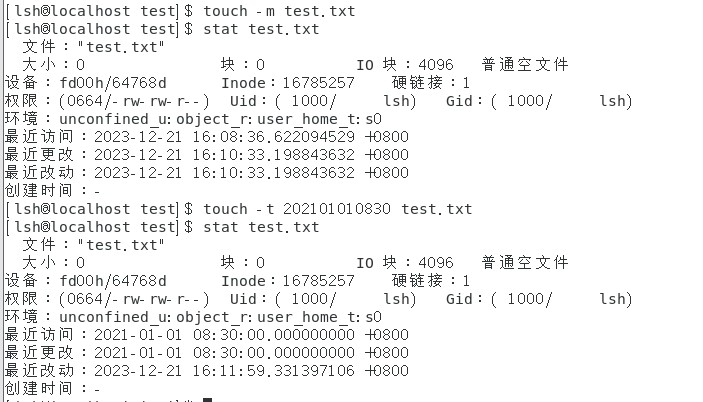 [lsh@localhost test]$ touch -m test.txt
[lsh@localhost test]$ stat test.txt
文件："test.txt"
大小：0 块：0 IO 块：4096 普通空文件
设备：fd00h/64768d Inode：16785257 硬链接：1
权限：(0664/-rw-rw-r--) Uid：( 1000/ lsh) Gid：( 1000/ lsh)
环境：unconfined_u:object_r:user_home_t:s0
最近访问：2023-12-21 16:08:36.622094529 +0800
最近更改：2023-12-21 16:10:33.198843632 +0800
最近改动：2023-12-21 16:10:33.198843632 +0800
创建时间：-
[lsh@localhost test]$ touch -t 202101010830 test.txt
[lsh@localhost test]$ stat test.txt
文件："test.txt"
大小：0 块：0 IO 块：4096 普通空文件
设备：fd00h/64768d Inode：16785257 硬链接：1
权限：(0664/-rw-rw-r--) Uid：( 1000/ lsh) Gid：( 1000/ lsh)
环境：unconfined_u:object_r:user_home_t:s0
最近访问：2021-01-01 08:30:00.000000000 +0800
最近更改：2021-01-01 08:30:00.000000000 +0800
最近改动：2023-12-21 16:11:59.331397106 +0800
创建时间：-